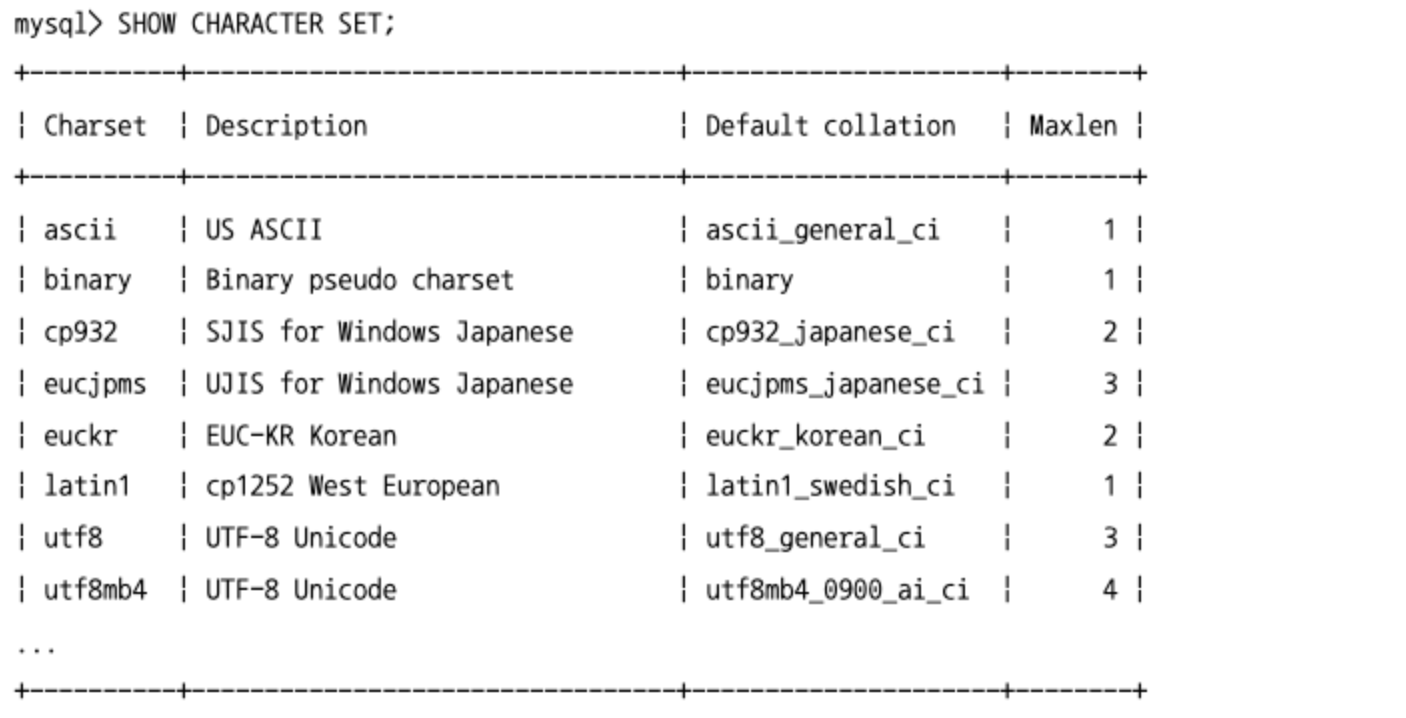 mysql> SHOW CHARACTER SET;
+----------+---------------------------------+---------------------+--------+
¦ Charset  ¦ Description                     ¦ Default collation   ¦ Maxlen ¦
+----------+---------------------------------+---------------------+--------+
¦ ascii    ¦ US ASCII                        ¦ ascii_general_ci    ¦      1 ¦
¦ binary   ¦ Binary pseudo charset           ¦ binary              ¦      1 ¦
¦ cp932    ¦ SJIS for Windows Japanese       ¦ cp932_japanese_ci   ¦      2 ¦
¦ eucjpms  ¦ UJIS for Windows Japanese       ¦ eucjpms_japanese_ci ¦      3 ¦
¦ euckr    ¦ EUC-KR Korean                   ¦ euckr_korean_ci     ¦      2 ¦
¦ latin1   ¦ cp1252 West European            ¦ latin1_swedish_ci   ¦      1 ¦
¦ utf8     ¦ UTF-8 Unicode                   ¦ utf8_general_ci     ¦      3 ¦
¦ utf8mb4  ¦ UTF-8 Unicode                   ¦ utf8mb4_0900_ai_ci  ¦      4 ¦
...
+----------+---------------------------------+---------------------+--------+